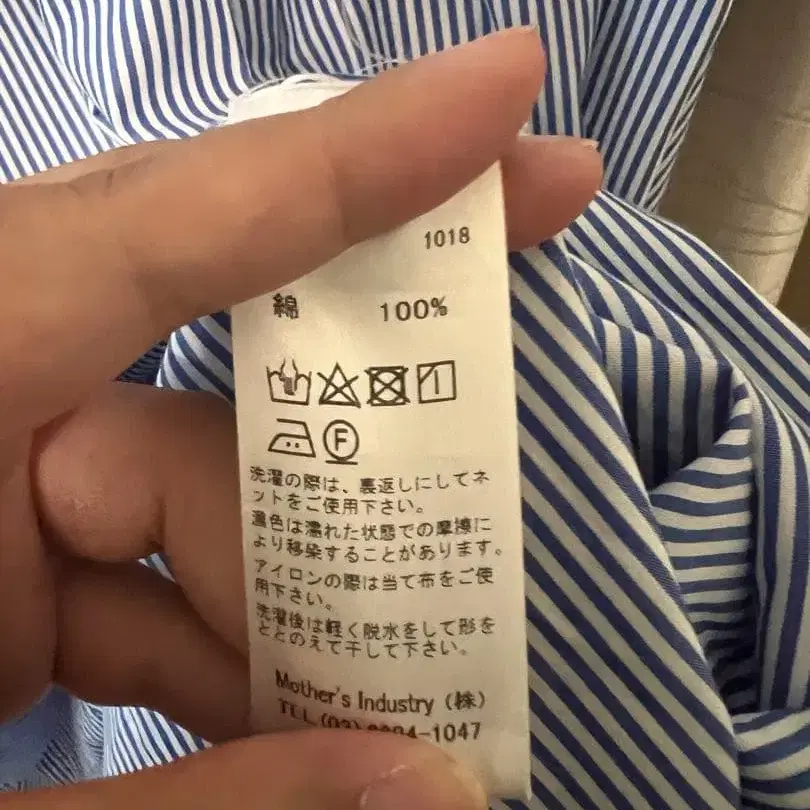 1018
綿 100%
F
洗濯の際は、裏返しにしてネ
ットをご使用下さい。
濃色は濡れた状態での摩擦に
より移染することがあります。
アイロンの際は当て布をご使
用下さい。
洗濯後は軽く脱水をして形を
ととのえて干して下さい。
Mother's Industry (株)
TEL (03) -1047